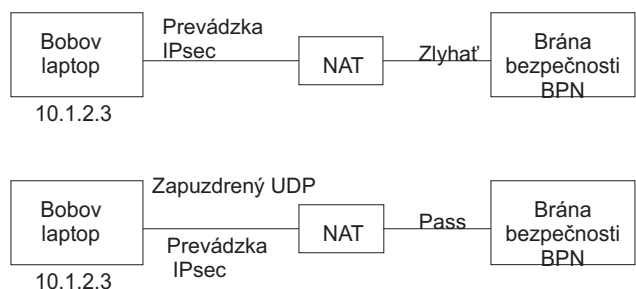 Bobov
laptop
10.1.2.3
Prevádzka
IPsec
NAT
Zlyhať
Brána
bezpečnosti
BPN
Bobov
laptop
10.1.2.3
Zapuzdrený UDP
Prevádzka
IPsec
NAT
Pass
Brána
bezpečnosti
BPN